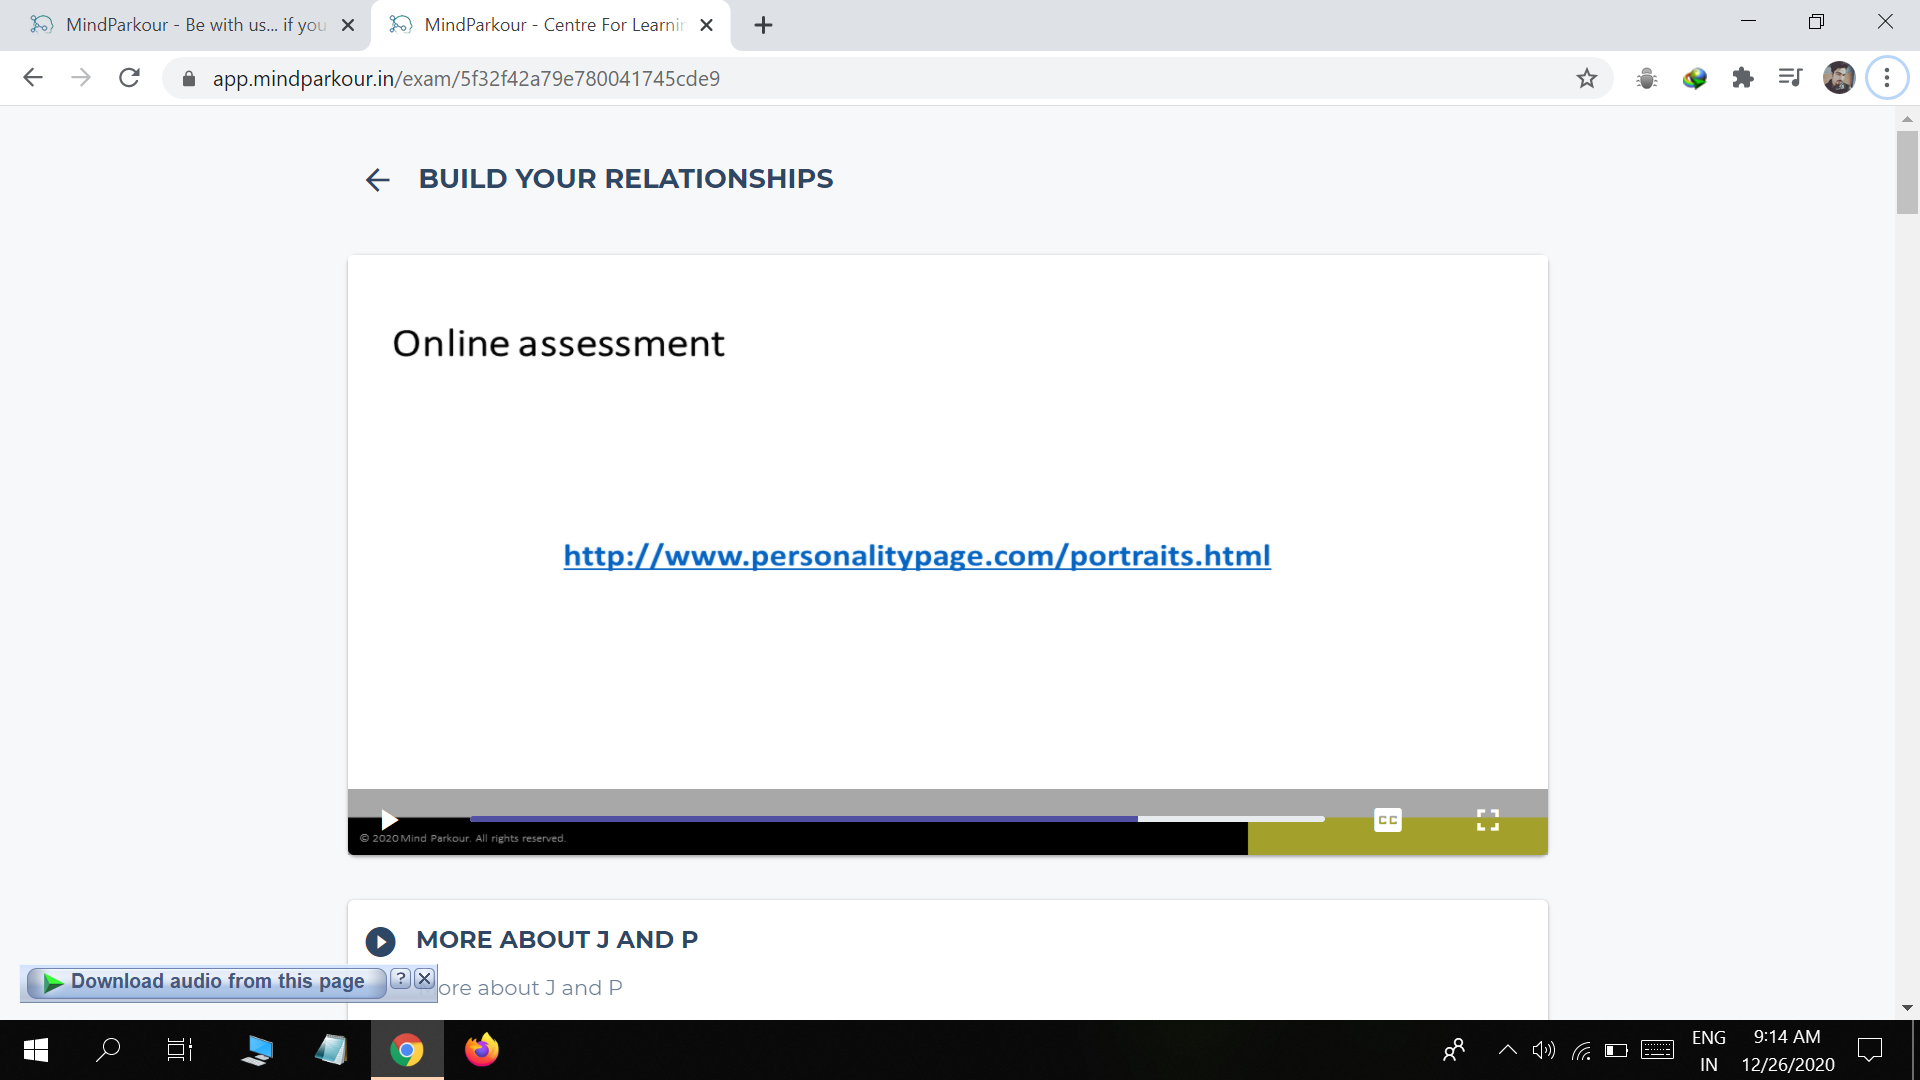 MindParkour - Be with us... if you
MindParkour - Centre For Learnin
app.mindparkour.in/exam/5f32f42a79e780041745cde9
BUILD YOUR RELATIONSHIPS
Online assessment
http://www.personalitypage.com/portraits.html
CC
© 2020 Mind Parkour. All rights reserved.
MORE ABOUT J AND P
ore about J and P
Download audio from this page
?
ENG
IN
9:14 AM
12/26/2020